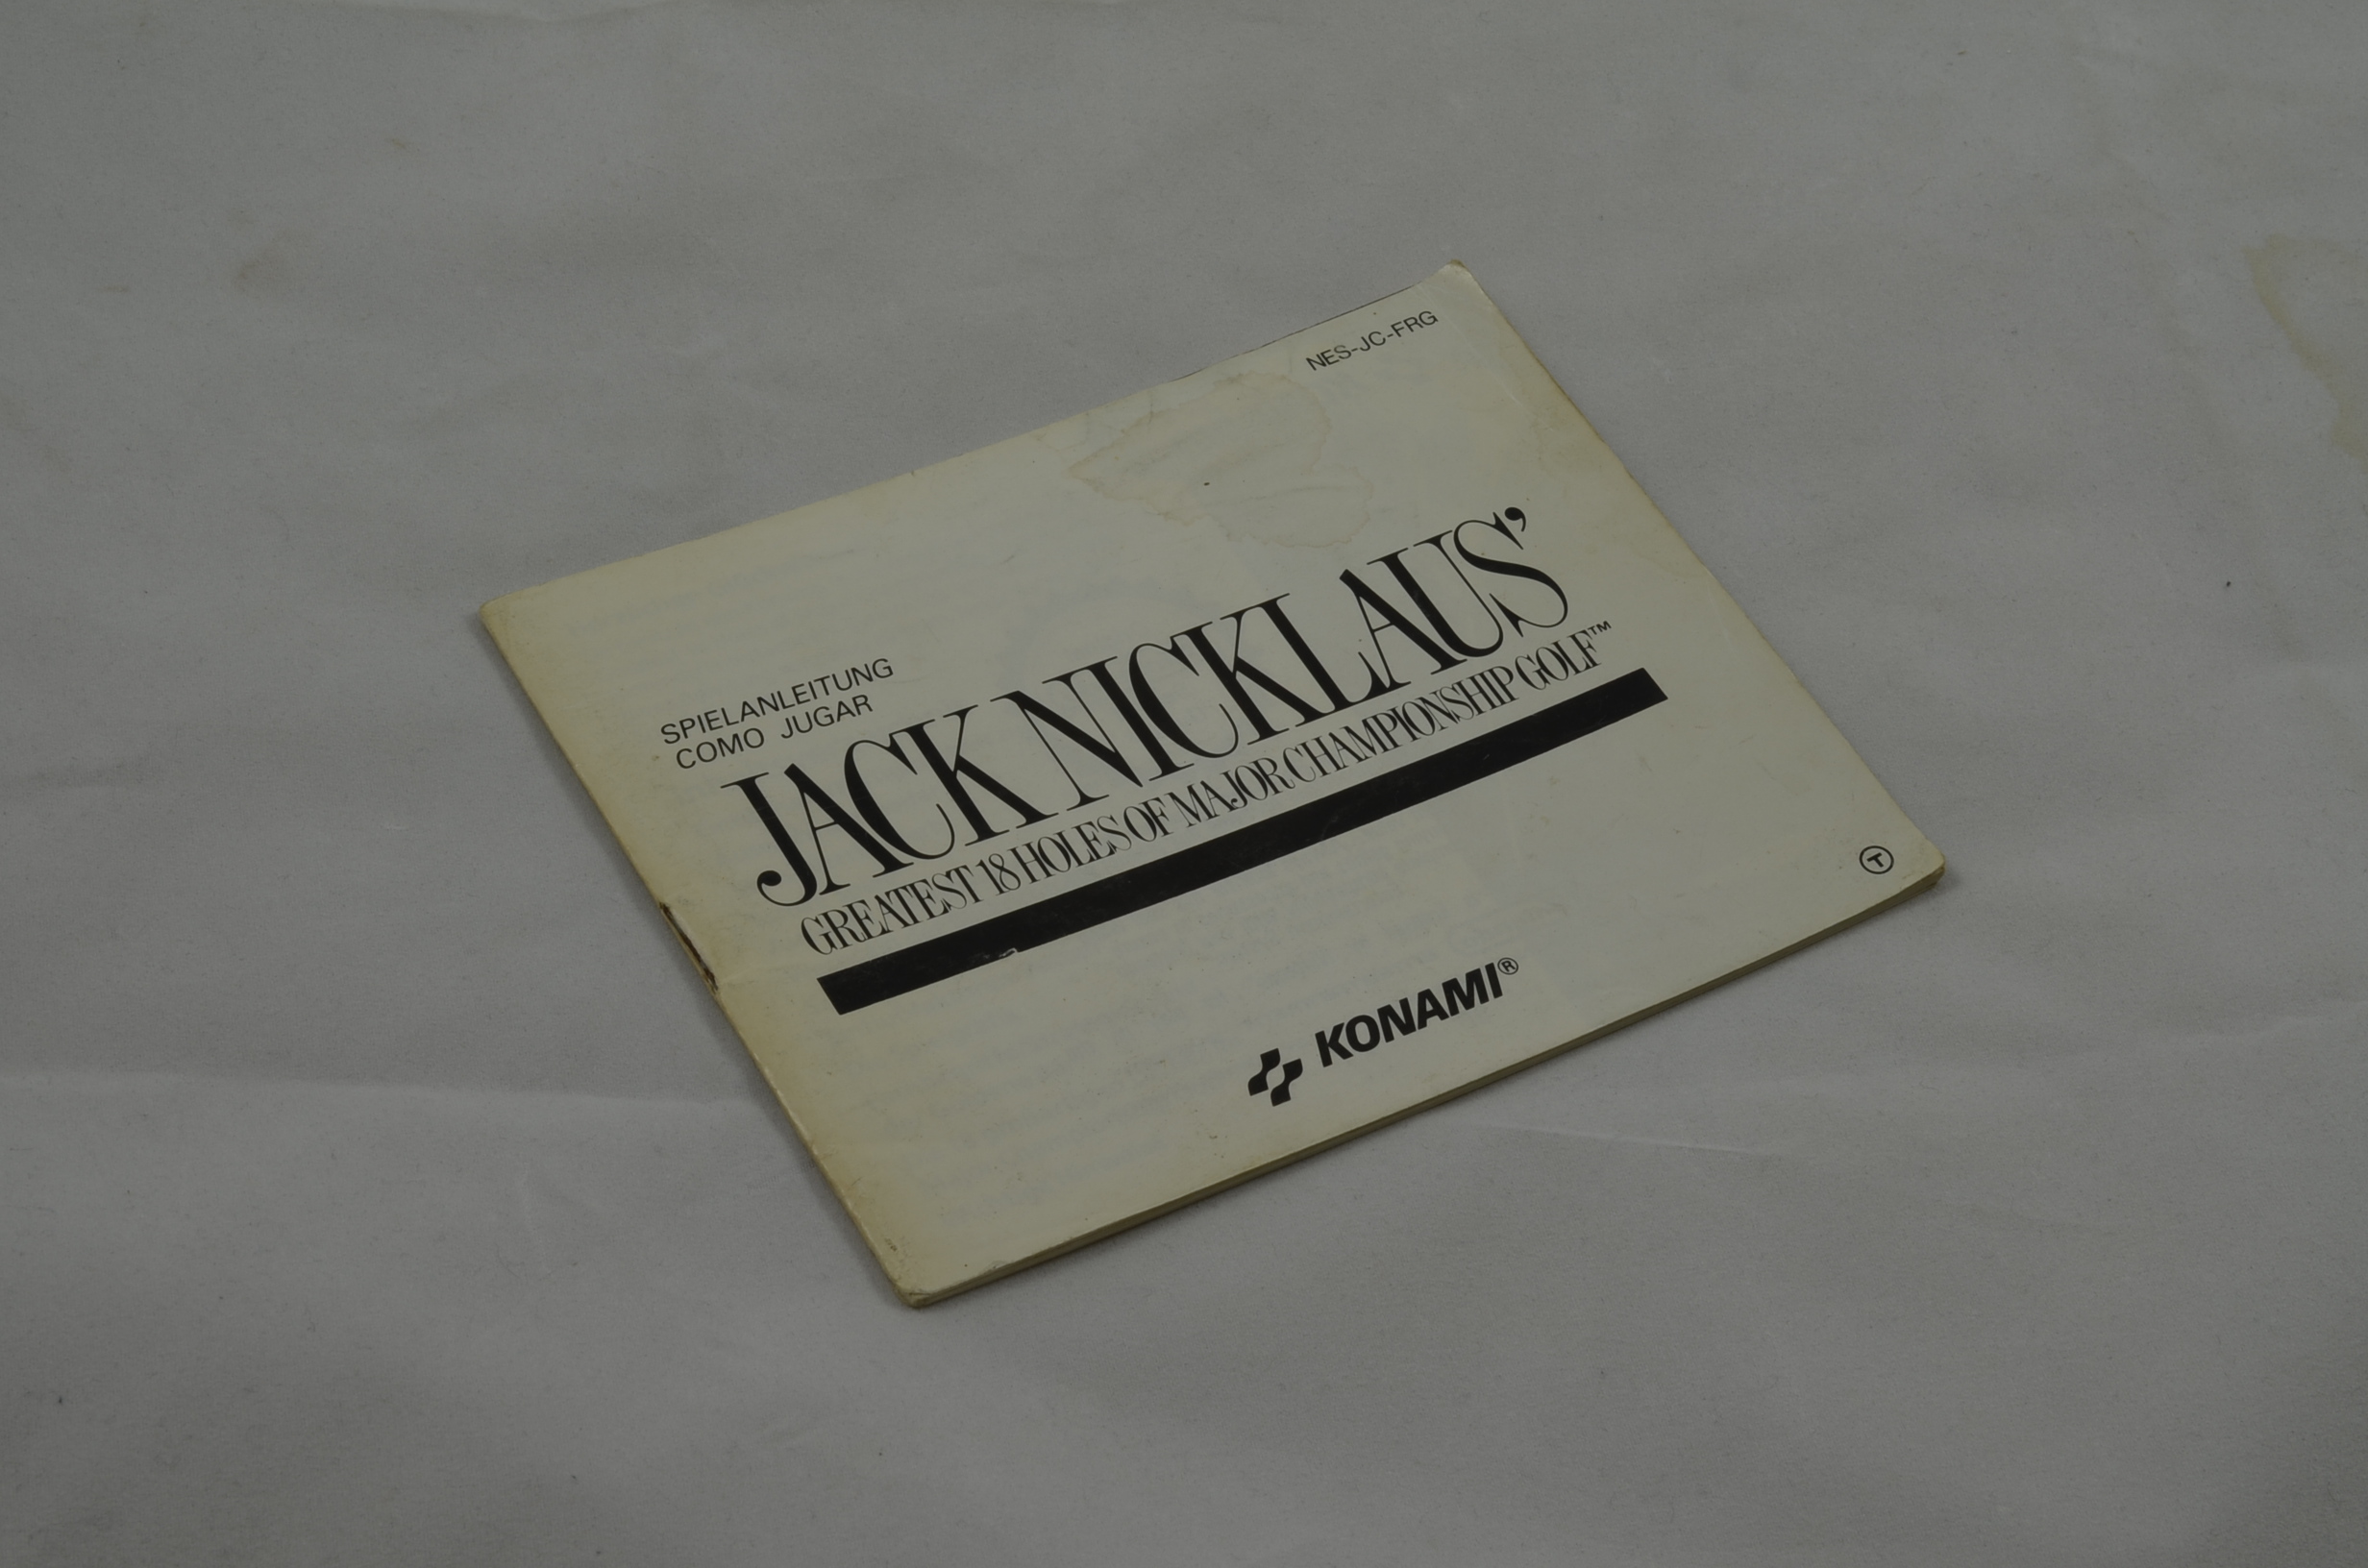 NES-JC-FRG
SPIELANLEITUNG
COMO JUGAR
JACK NICKLAUS'
GREATEST 18 HOLES OF MAJOR CHAMPIONSHIP GOLF™
T
KONAMI®